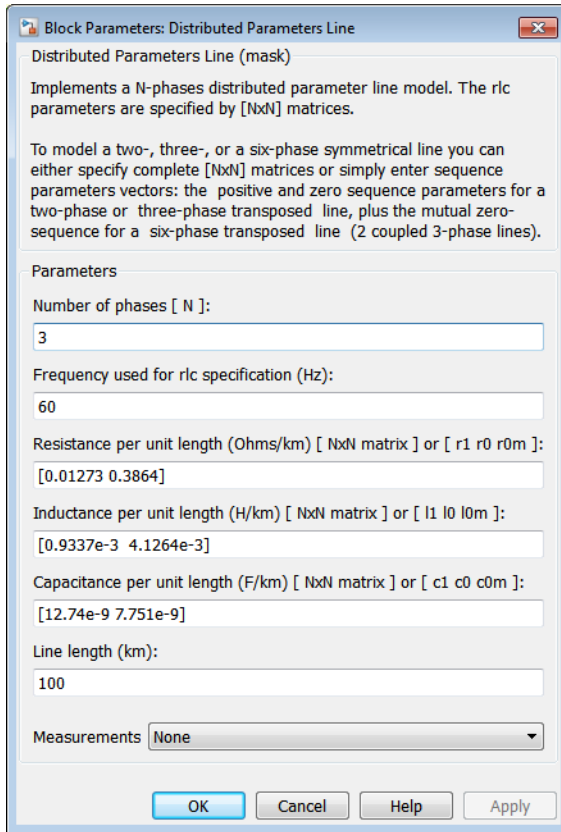 Block Parameters: Distributed Parameters Line
Distributed Parameters Line (mask)
Implements a N-phases distributed parameter line model. The rlc
parameters are specified by [NxN] matrices.
To model a two-, three-, or a six-phase symmetrical line you can
either specify complete [NxN] matrices or simply enter sequence
parameters vectors: the positive and zero sequence parameters for a
two-phase or three-phase transposed line, plus the mutual zero-
sequence for a six-phase transposed line (2 coupled 3-phase lines).
Parameters
Number of phases [ N ]:
3
Frequency used for rlc specification (Hz):
60
Resistance per unit length (Ohms/km) [ NxN matrix ] or [ r1 r0 r0m ]:
[0.01273 0.3864]
Inductance per unit length (H/km) [ NxN matrix ] or [ l1 l0 l0m ]:
[0.9337e-3 4.1264e-3]
Capacitance per unit length (F/km) [ NxN matrix ] or [ c1 c0 c0m ]:
[12.74e-9 7.751e-9]
Line length (km):
100
Measurements None
OK Cancel Help Apply